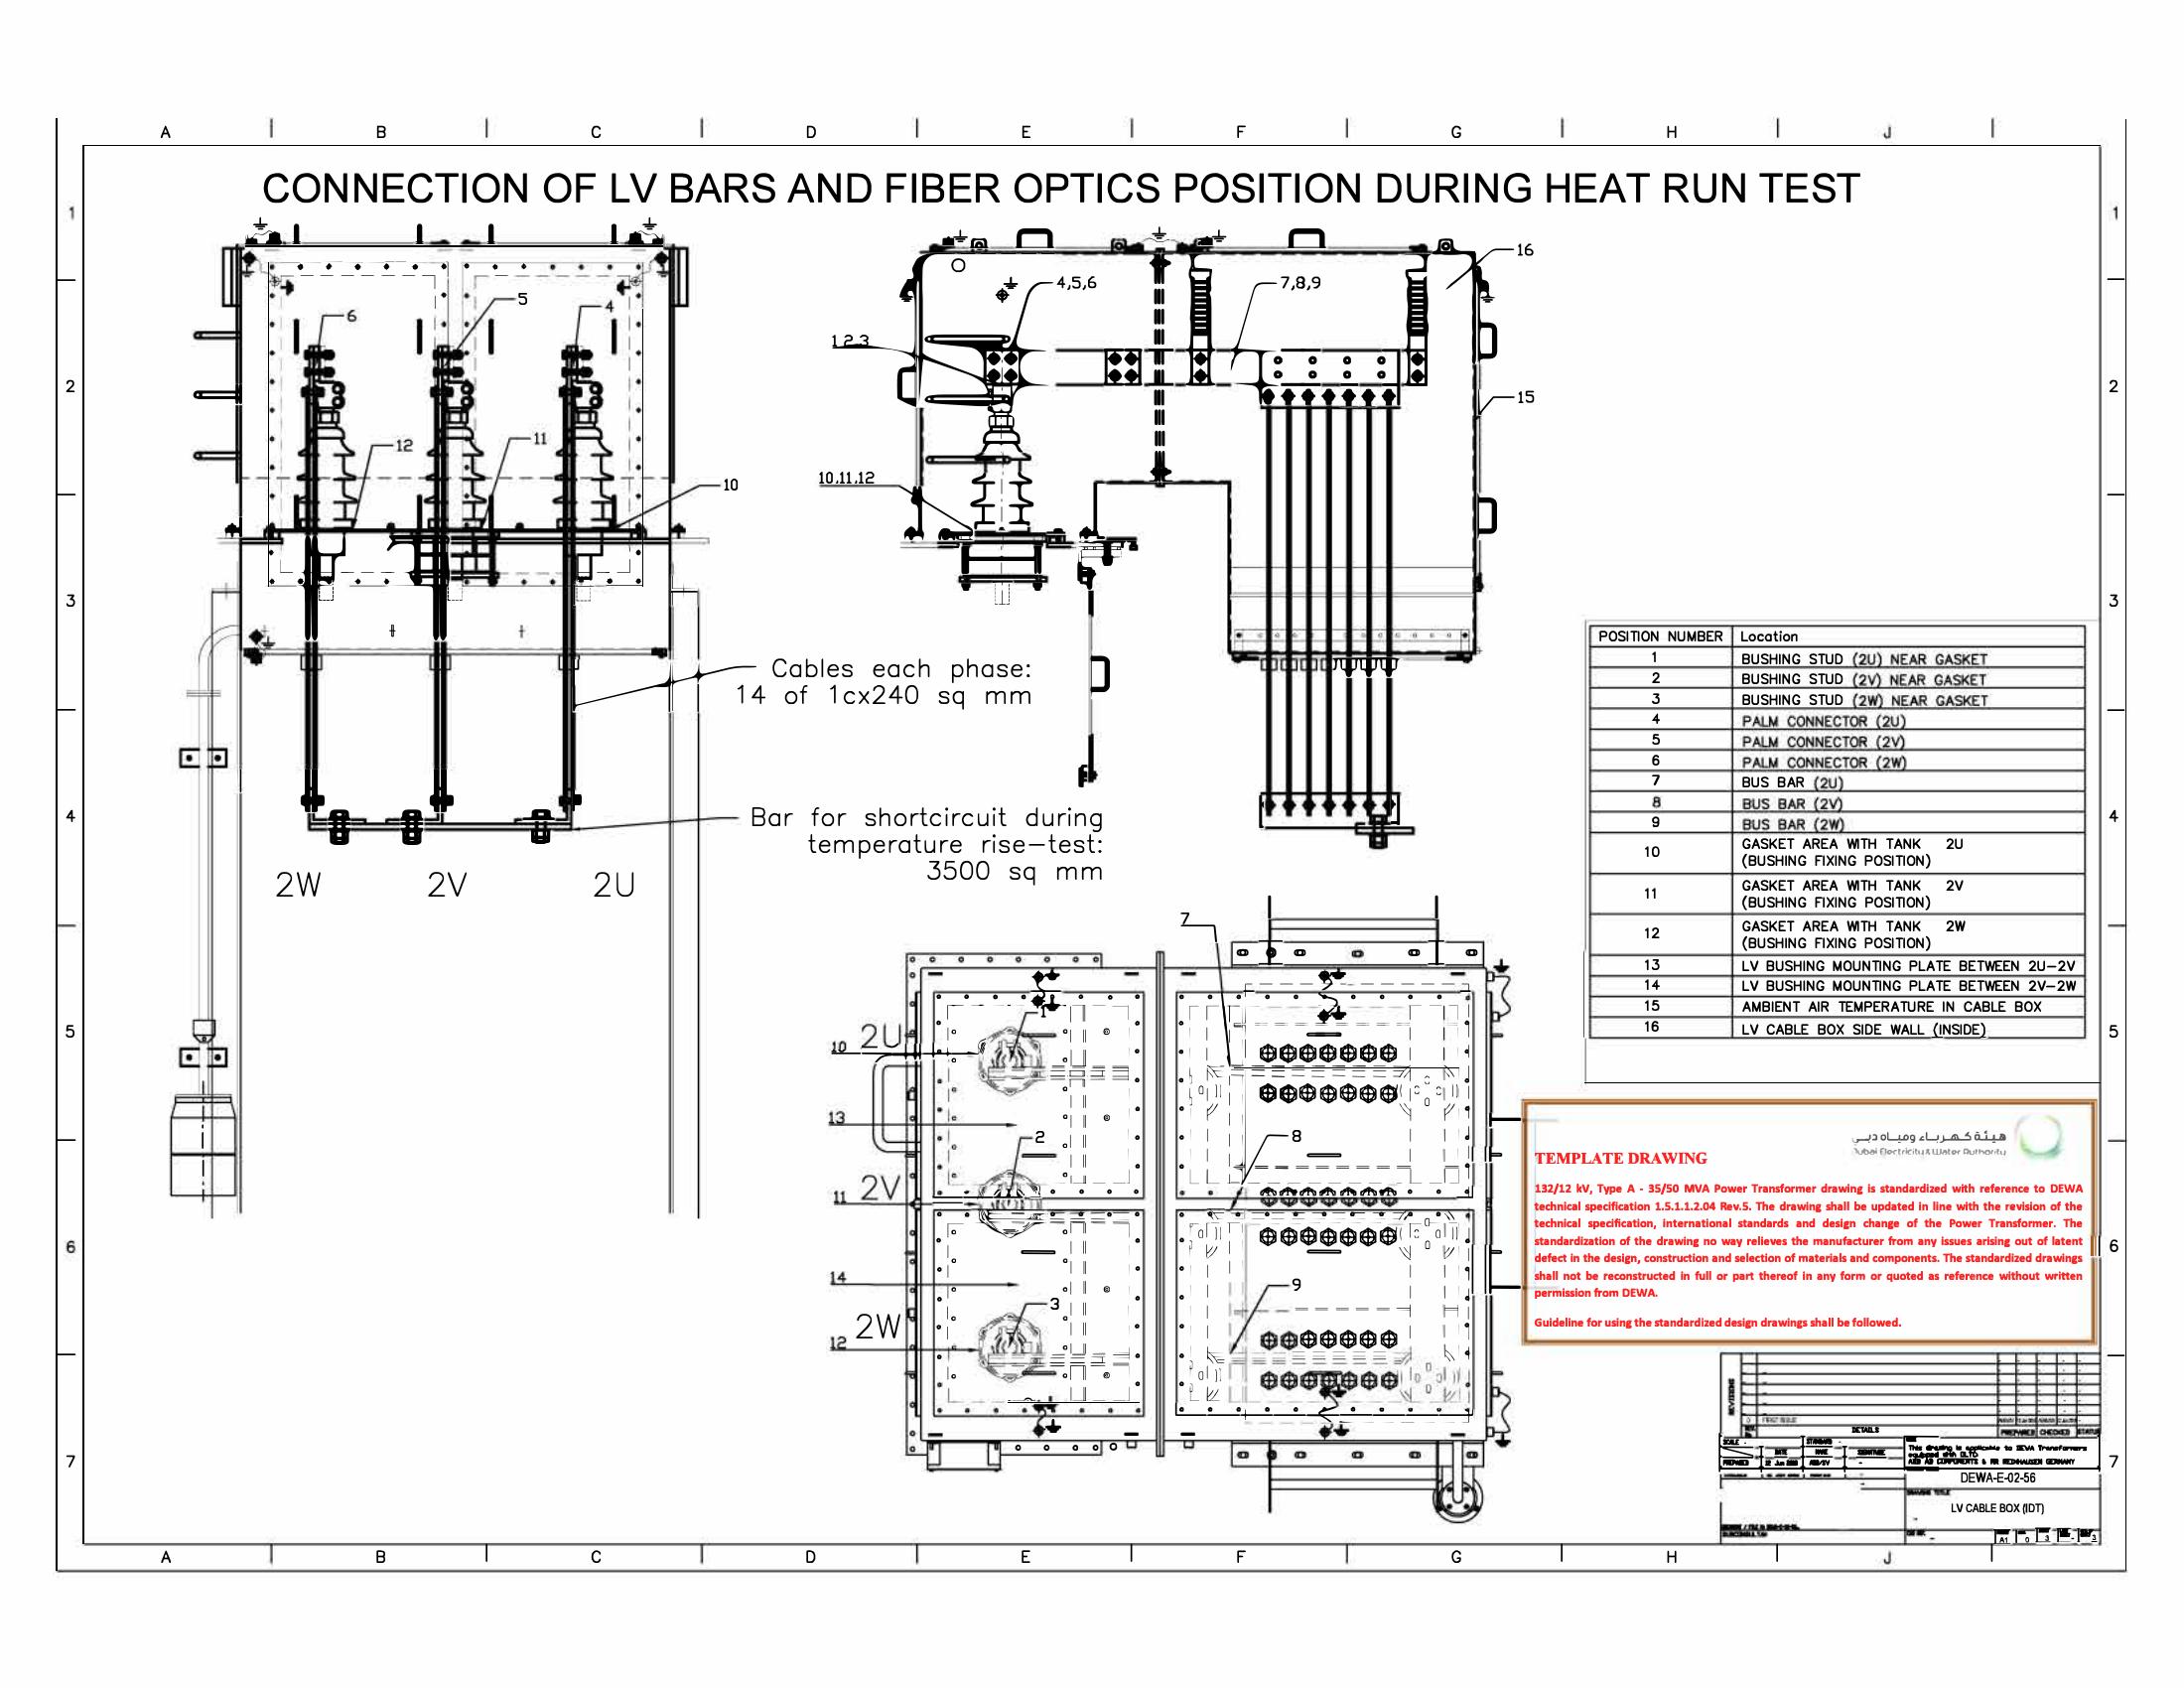 A B C D E F G H J
CONNECTION OF LV BARS AND FIBER OPTICS POSITION DURING HEAT RUN TEST
1
2
3
4
5
6
7
1
2
3
4
5
6
7
6
5
4
12
11
10
Cables each phase:
14 of 1cx240 sq mm
Bar for shortcircuit during
temperature rise-test:
3500 sq mm
2W 2V 2U
4,5,6
7,8,9
16
1,2,3
15
10,11,12
7
1
2U
10
13
2
8
2V
11
14
9
3
2W
12
POSITION NUMBER Location
1 BUSHING STUD (2U) NEAR GASKET
2 BUSHING STUD (2V) NEAR GASKET
3 BUSHING STUD (2W) NEAR GASKET
4 PALM CONNECTOR (2U)
5 PALM CONNECTOR (2V)
6 PALM CONNECTOR (2W)
7 BUS BAR (2U)
8 BUS BAR (2V)
9 BUS BAR (2W)
10 GASKET AREA WITH TANK 2U
(BUSHING FIXING POSITION)
11 GASKET AREA WITH TANK 2V
(BUSHING FIXING POSITION)
12 GASKET AREA WITH TANK 2W
(BUSHING FIXING POSITION)
13 LV BUSHING MOUNTING PLATE BETWEEN 2U-2V
14 LV BUSHING MOUNTING PLATE BETWEEN 2V-2W
15 AMBIENT AIR TEMPERATURE IN CABLE BOX
16 LV CABLE BOX SIDE WALL (INSIDE)
هيئة كهرباء ومياه دبي
Dubai Electricity & Water Authority
TEMPLATE DRAWING
132/12 kV, Type A - 35/50 MVA Power Transformer drawing is standardized with reference to DEWA
technical specification 1.5.1.1.2.04 Rev.5. The drawing shall be updated in line with the revision of the
technical specification, international standards and design change of the Power Transformer. The
standardization of the drawing no way relieves the manufacturer from any issues arising out of latent
defect in the design, construction and selection of materials and components. The standardized drawings
shall not be reconstructed in full or part thereof in any form or quoted as reference without written
permission from DEWA.
Guideline for using the standardized design drawings shall be followed.
REVISIONS
0 FIRST ISSUE
DETAILS PREPARED CHECKED STATUS
SCALE STANDARD
DATE NAME SIGNATURE
PREPARED
This drawing is applicable to DEWA Transformers
DEWA-E-02-56
DRAWING TITLE
LV CABLE BOX (IDT)
A1 0 3 3
A B C D E F G H J